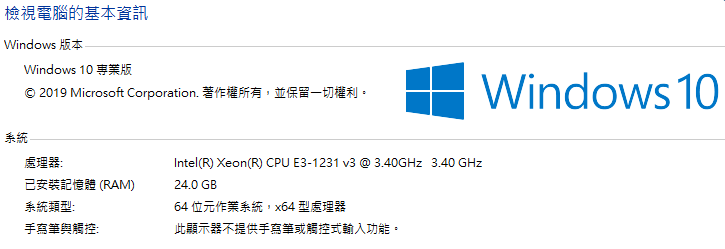 檢視電腦的基本資訊
Windows 版本
Windows 10 專業版
© 2019 Microsoft Corporation. 著作權所有，並保留一切權利。
Windows 10
系統
處理器: Intel(R) Xeon(R) CPU E3-1231 v3 @ 3.40GHz 3.40 GHz
已安裝記憶體 (RAM) 24.0 GB
系統類型: 64 位元作業系統，x64 型處理器
手寫筆與觸控: 此顯示器不提供手寫筆或觸控式輸入功能。